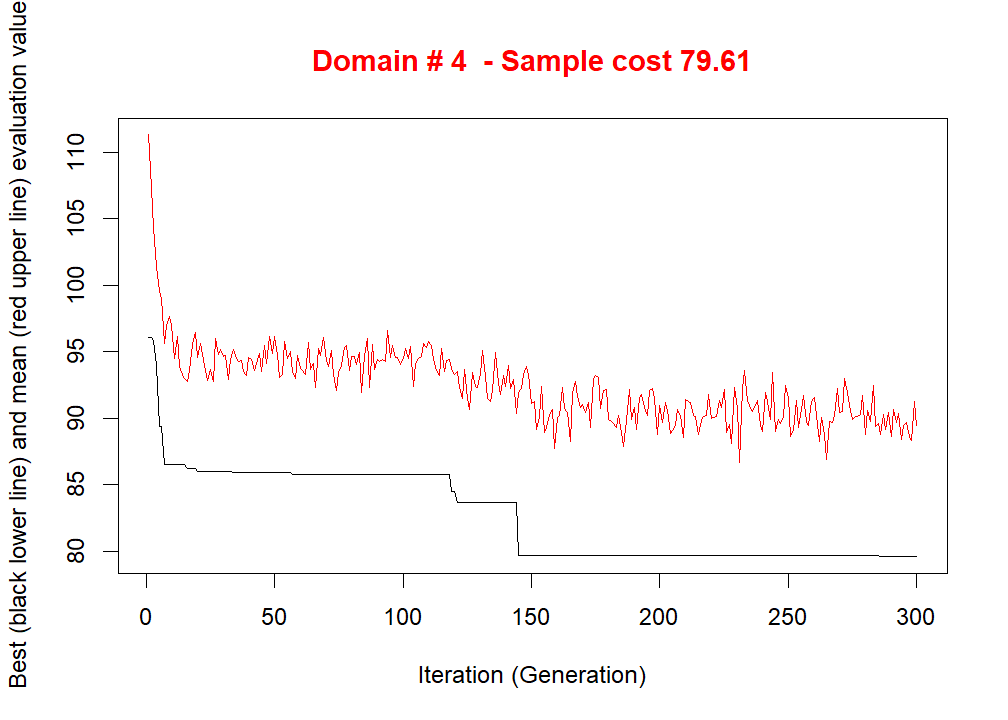 Domain # 4  - Sample cost 79.61
Best (black lower line) and mean (red upper line) evaluation value
110
105
100
95
90
85
80
0 50 100 150 200 250 300
Iteration (Generation)